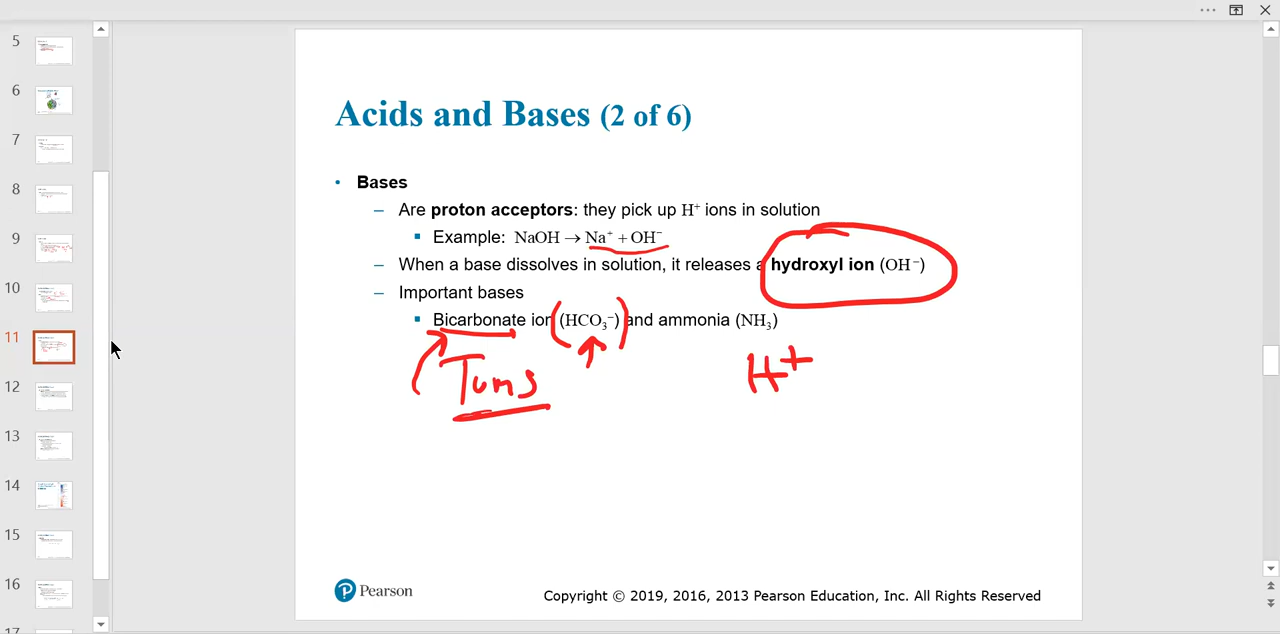 5
6
7
8
9
10
11
12
13
14
15
16
17
Acids and Bases (2 of 6)
• Bases
– Are proton acceptors: they pick up H⁺ ions in solution
▪ Example: NaOH → Na⁺ + OH⁻
– When a base dissolves in solution, it releases a hydroxyl ion (OH⁻)
– Important bases
▪ Bicarbonate ion (HCO₃⁻) and ammonia (NH₃)
Tums
H+
Pearson
Copyright © 2019, 2016, 2013 Pearson Education, Inc. All Rights Reserved